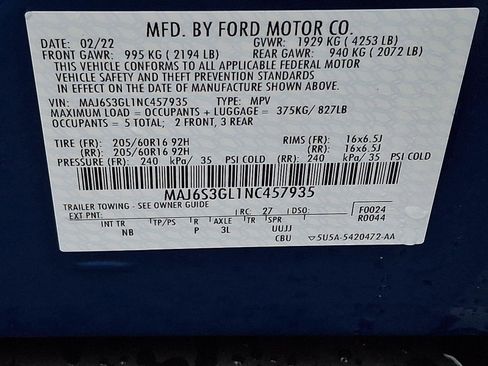 MFD. BY FORD MOTOR CO.
DATE: 02/22 GVWR: 1929 KG ( 4253 LB)
FRONT GAWR: 995 KG ( 2194 LB) REAR GAWR: 940 KG ( 2072 LB)
THIS VEHICLE CONFORMS TO ALL APPLICABLE FEDERAL MOTOR
VEHICLE SAFETY AND THEFT PREVENTION STANDARDS
IN EFFECT ON THE DATE OF MANUFACTURE SHOWN ABOVE.
VIN: MAJ6S3GL1NC457935 TYPE: MPV
MAXIMUM LOAD = OCCUPANTS + LUGGAGE = 375KG/ 827LB
OCCUPANTS = 5 TOTAL; 2 FRONT, 3 REAR
TIRE (FR): 205/60R16 92H RIMS (FR): 16x6.5J
(RR): 205/60R16 92H (RR): 16x6.5J
PRESSURE (FR): 240 kPa/ 35 PSI COLD (RR): 240 kPa/ 35 PSI COLD
MAJ6S3GL1NC457935
TRAILER TOWING - SEE OWNER GUIDE
EXT PNT: RC: 27 DSO: F0024
R0044
INT TR TP/PS R AXLE TR SPR
NB P 3L UUJJ
CBU ▽5U5A-5420472-AA